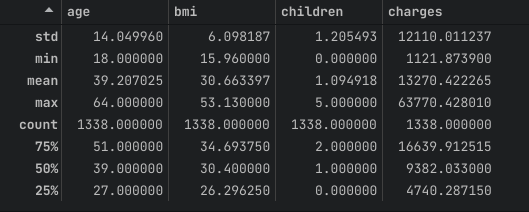 age bmi children charges
std 14.049960 6.098187 1.205493 12110.011237
min 18.000000 15.960000 0.000000 1121.873900
mean 39.207025 30.663397 1.094918 13270.422265
max 64.000000 53.130000 5.000000 63770.428010
count 1338.000000 1338.000000 1338.000000 1338.000000
75% 51.000000 34.693750 2.000000 16639.912515
50% 39.000000 30.400000 1.000000 9382.033000
25% 27.000000 26.296250 0.000000 4740.287150